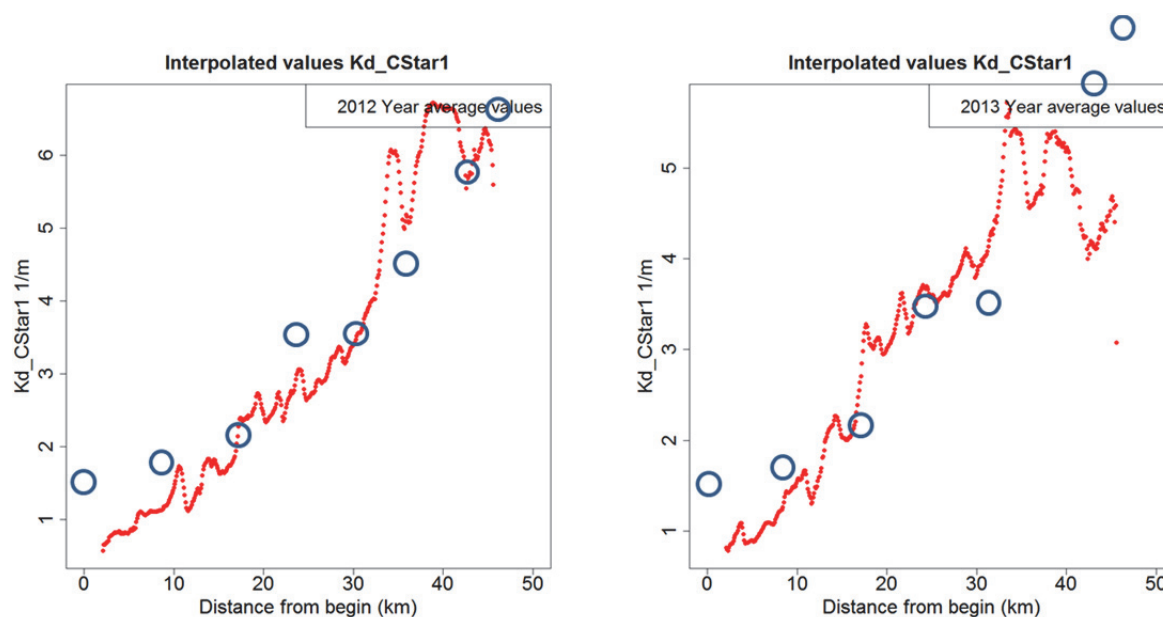 Interpolated values Kd_CStar1
2012 Year average values
Kd_CStar1 1/m
6
5
4
3
2
1
0 10 20 30 40 50
Distance from begin (km)
Interpolated values Kd_CStar1
2013 Year average values
Kd_CStar1 1/m
5
4
3
2
1
0 10 20 30 40 50
Distance from begin (km)